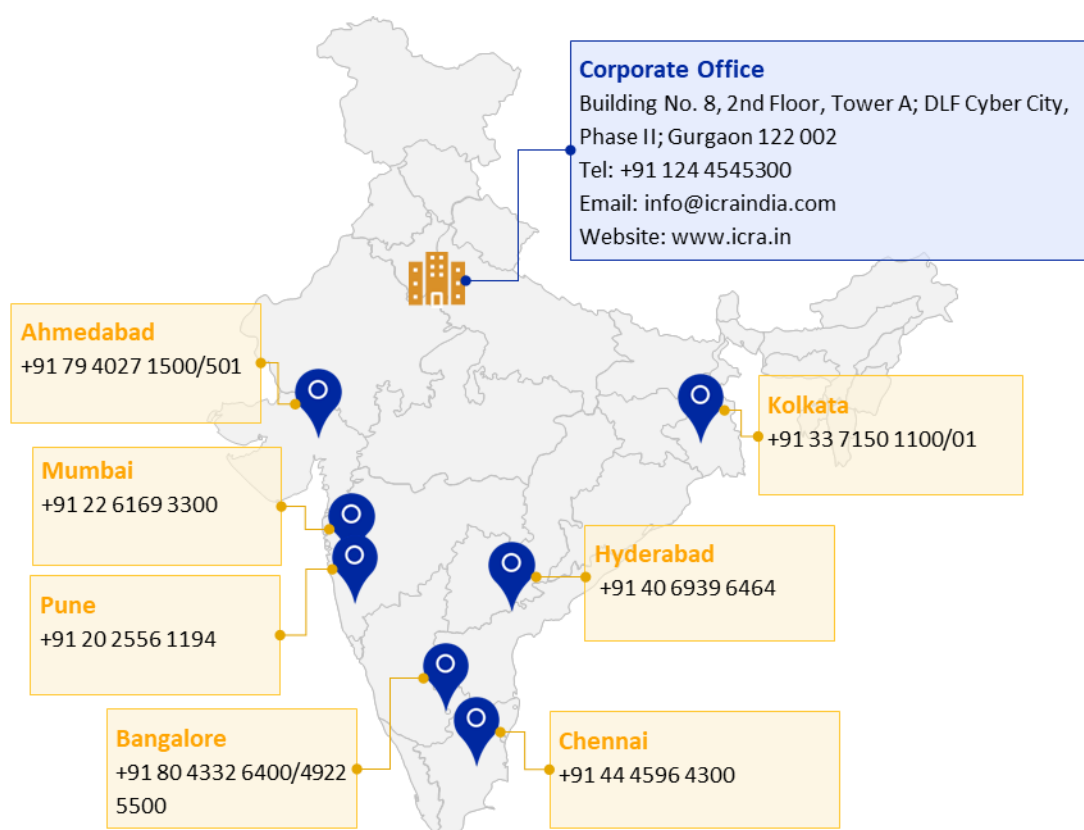 Corporate Office
Building No. 8, 2nd Floor, Tower A; DLF Cyber City,
Phase II; Gurgaon 122 002
Tel: +91 124 4545300
Email: info@icraindia.com
Website: www.icra.in
Ahmedabad
+91 79 4027 1500/501
Kolkata
+91 33 7150 1100/01
Mumbai
+91 22 6169 3300
Hyderabad
+91 40 6939 6464
Pune
+91 20 2556 1194
Bangalore
+91 80 4332 6400/4922
5500
Chennai
+91 44 4596 4300